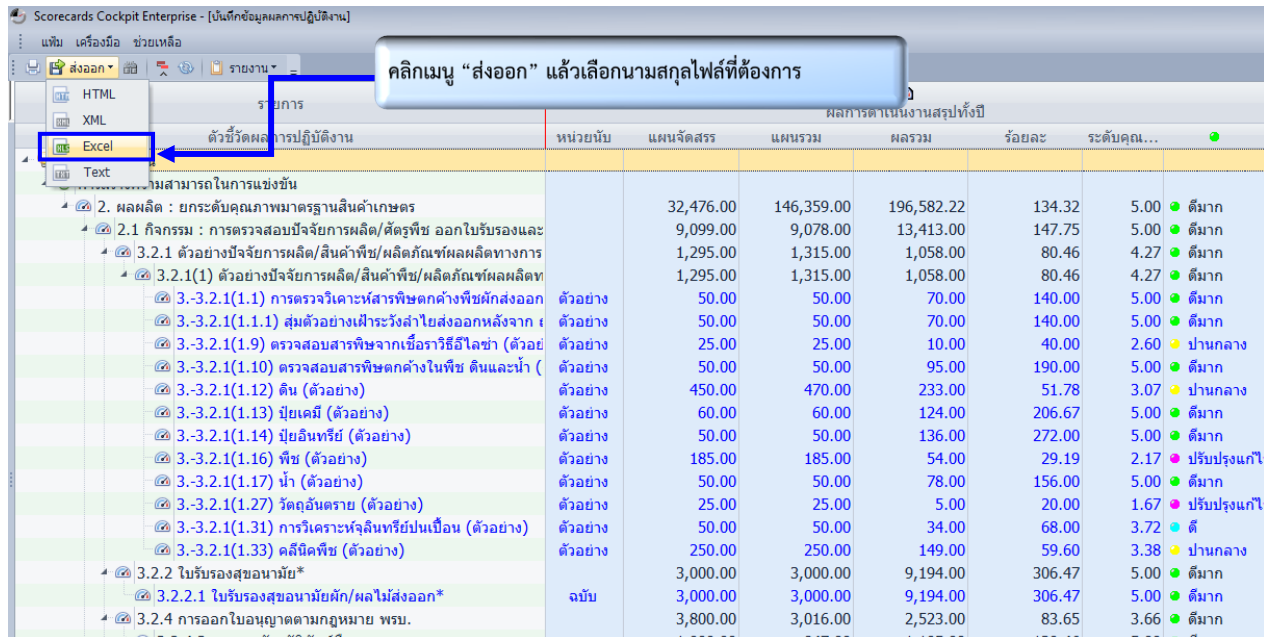 Scorecards Cockpit Enterprise - [บันทึกข้อมูลผลการปฏิบัติงาน]
แฟ้ม เครื่องมือ ช่วยเหลือ
ส่งออก รายงาน
คลิกเมนู “ส่งออก” แล้วเลือกนามสกุลไฟล์ที่ต้องการ
HTML
XML
Excel
Text
รายการ
ผลการดำเนินงานสรุปทั้งปี
ตัวชี้วัดผลการปฏิบัติงาน หน่วยนับ แผนจัดสรร แผนรวม ผลรวม ร้อยละ ระดับคุณ...
ามสามารถในการแข่งขัน
2. ผลผลิต : ยกระดับคุณภาพมาตรฐานสินค้าเกษตร 32,476.00 146,359.00 196,582.22 134.32 5.00 ดีมาก
2.1 กิจกรรม : การตรวจสอบปัจจัยการผลิต/ศัตรูพืช ออกใบรับรองและ 9,099.00 9,078.00 13,413.00 147.75 5.00 ดีมาก
3.2.1 ตัวอย่างปัจจัยการผลิต/สินค้าพืช/ผลิตภัณฑ์ผลผลิตทางการ 1,295.00 1,315.00 1,058.00 80.46 4.27 ดีมาก
3.2.1(1) ตัวอย่างปัจจัยการผลิต/สินค้าพืช/ผลิตภัณฑ์ผลผลิตท 1,295.00 1,315.00 1,058.00 80.46 4.27 ดีมาก
3.-3.2.1(1.1) การตรวจวิเคาะห์สารพิษตกค้างพืชผักส่งออก ตัวอย่าง 50.00 50.00 70.00 140.00 5.00 ดีมาก
3.-3.2.1(1.1.1) สุ่มตัวอย่างเฝ้าระวังลำไยส่งออกหลังจาก ตัวอย่าง 50.00 50.00 70.00 140.00 5.00 ดีมาก
3.-3.2.1(1.9) ตรวจสอบสารพิษจากเชื้อราวิธีอีไลซ่า (ตัวอย่ ตัวอย่าง 25.00 25.00 10.00 40.00 2.60 ปานกลาง
3.-3.2.1(1.10) ตรวจสอบสารพิษตกค้างในพืช ดินและน้ำ ( ตัวอย่าง 50.00 50.00 95.00 190.00 5.00 ดีมาก
3.-3.2.1(1.12) ดิน (ตัวอย่าง) ตัวอย่าง 450.00 470.00 233.00 51.78 3.07 ปานกลาง
3.-3.2.1(1.13) ปุ๋ยเคมี (ตัวอย่าง) ตัวอย่าง 60.00 60.00 124.00 206.67 5.00 ดีมาก
3.-3.2.1(1.14) ปุ๋ยอินทรีย์ (ตัวอย่าง) ตัวอย่าง 50.00 50.00 136.00 272.00 5.00 ดีมาก
3.-3.2.1(1.16) พืช (ตัวอย่าง) ตัวอย่าง 185.00 185.00 54.00 29.19 2.17 ปรับปรุงแก้ไ
3.-3.2.1(1.17) น้ำ (ตัวอย่าง) ตัวอย่าง 50.00 50.00 78.00 156.00 5.00 ดีมาก
3.-3.2.1(1.27) วัตถุอันตราย (ตัวอย่าง) ตัวอย่าง 25.00 25.00 5.00 20.00 1.67 ปรับปรุงแก้ไ
3.-3.2.1(1.31) การวิเคราะห์จุลินทรีย์ปนเปื้อน (ตัวอย่าง) ตัวอย่าง 50.00 50.00 34.00 68.00 3.72 ดี
3.-3.2.1(1.33) คลีนิคพืช (ตัวอย่าง) ตัวอย่าง 250.00 250.00 149.00 59.60 3.38 ปานกลาง
3.2.2 ใบรับรองสุขอนามัย* 3,000.00 3,000.00 9,194.00 306.47 5.00 ดีมาก
3.2.2.1 ใบรับรองสุขอนามัยผัก/ผลไม้ส่งออก* ฉบับ 3,000.00 3,000.00 9,194.00 306.47 5.00 ดีมาก
3.2.4 การออกใบอนุญาตตามกฎหมาย พรบ. 3,800.00 3,016.00 2,523.00 83.65 3.66 ดีมาก